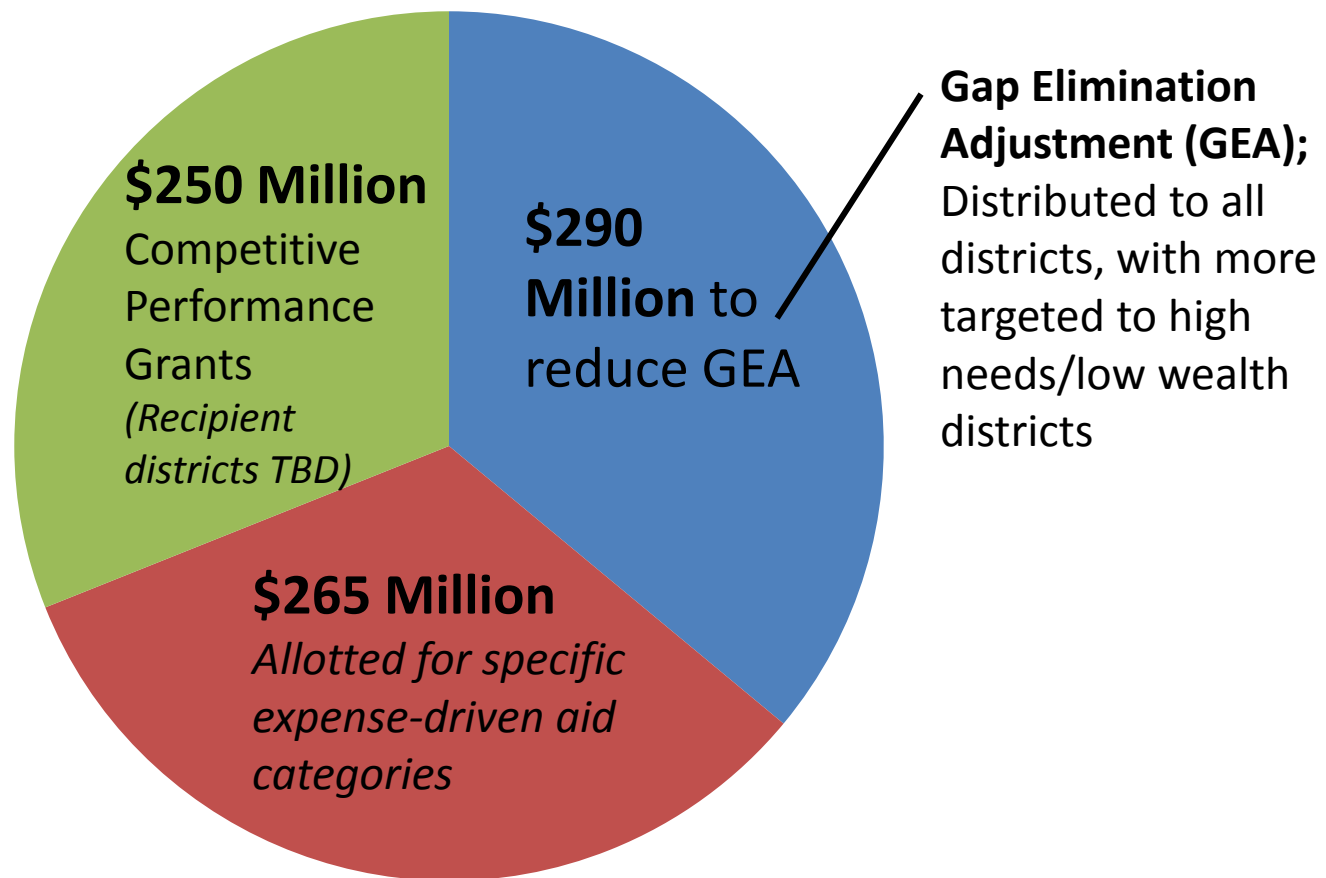 $250 Million
Competitive
Performance
Grants
(Recipient
districts TBD)
$290
Million to
reduce GEA
Gap Elimination
Adjustment (GEA);
Distributed to all
districts, with more
targeted to high
needs/low wealth
districts
$265 Million
Allotted for specific
expense-driven aid
categories